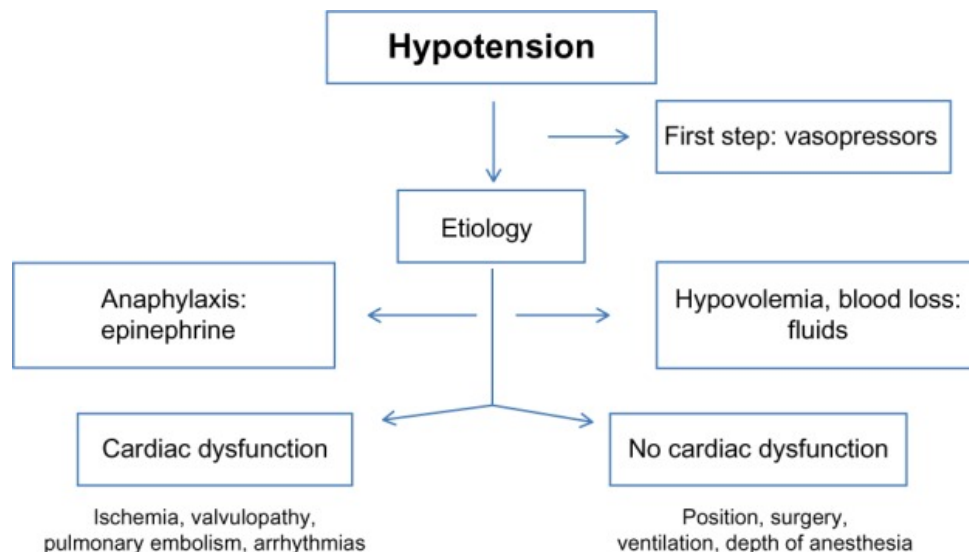 Hypotension
First step: vasopressors
Etiology
Anaphylaxis:
epinephrine
Hypovolemia, blood loss:
fluids
Cardiac dysfunction
No cardiac dysfunction
Ischemia, valvulopathy,
pulmonary embolism, arrhythmias
Position, surgery,
ventilation, depth of anesthesia